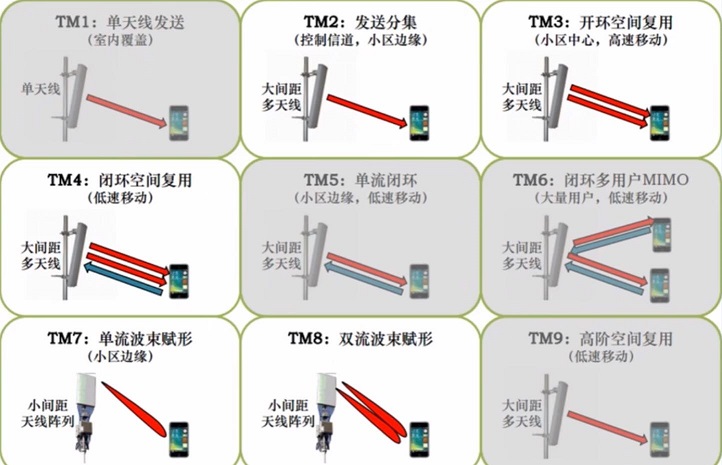 TM1：单天线发送
(室内覆盖)
单天线
TM2：发送分集
(控制信道，小区边缘)
大间距
多天线
TM3：开环空间复用
(小区中心，高速移动)
大间距
多天线
TM4：闭环空间复用
(低速移动)
大间距
多天线
TM5：单流闭环
(小区边缘，低速移动)
大间距
多天线
TM6：闭环多用户MIMO
(大量用户，低速移动)
大间距
多天线
TM7：单流波束赋形
(小区边缘)
小间距
天线阵列
TM8：双流波束赋形
小间距
天线阵列
TM9：高阶空间复用
(低速移动)
大间距
多天线